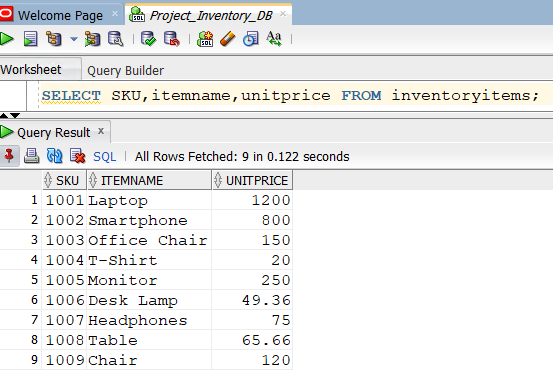 Welcome Page × Project_Inventory_DB ×
SQL Aa
Worksheet Query Builder
SELECT SKU,itemname,unitprice FROM inventoryitems;
Query Result ×
SQL | All Rows Fetched: 9 in 0.122 seconds
SKU ITEMNAME UNITPRICE
1 1001 Laptop 1200
2 1002 Smartphone 800
3 1003 Office Chair 150
4 1004 T-Shirt 20
5 1005 Monitor 250
6 1006 Desk Lamp 49.36
7 1007 Headphones 75
8 1008 Table 65.66
9 1009 Chair 120